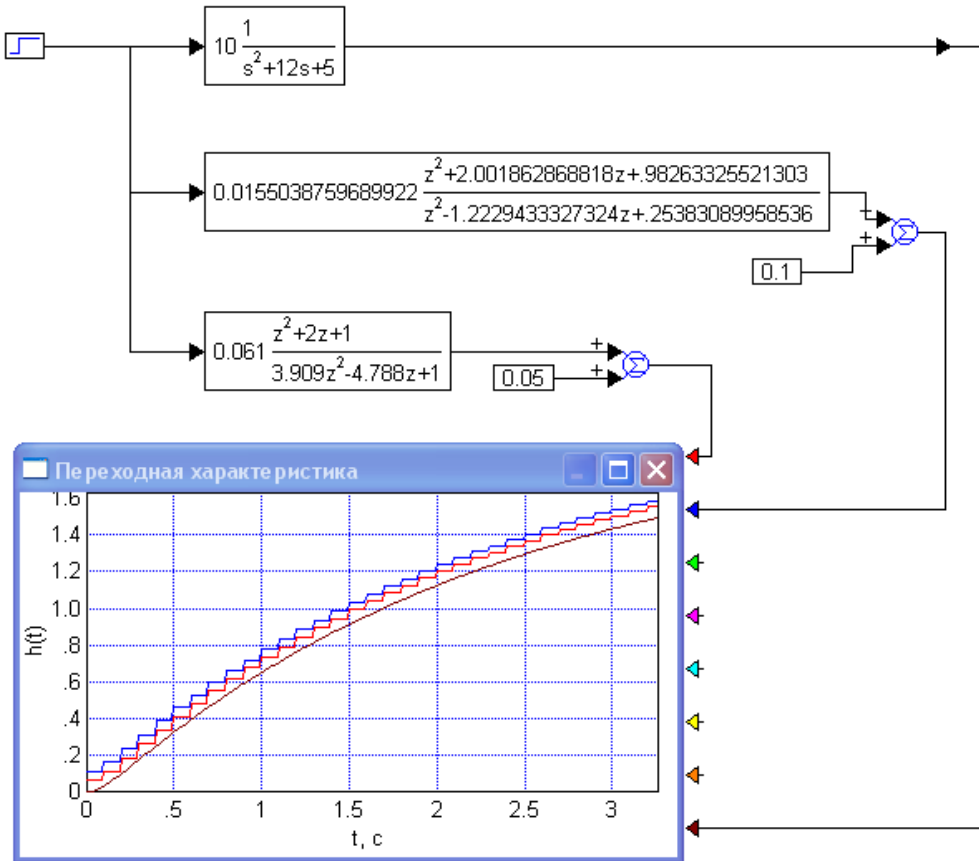 10 1
s²+12s+5
z²+2.001862868818z+.98263325521303
0.0155038759689922
z²-1.2229433327324z+.25383089958536
+
Σ
+
0.1
z²+2z+1
0.061
3.909z²-4.788z+1
+
Σ
+
0.05
Переходная характеристика
1.6
1.4
1.2
1.0
.8
.6
.4
.2
0
h(t)
0 .5 1 1.5 2 2.5 3
t, c